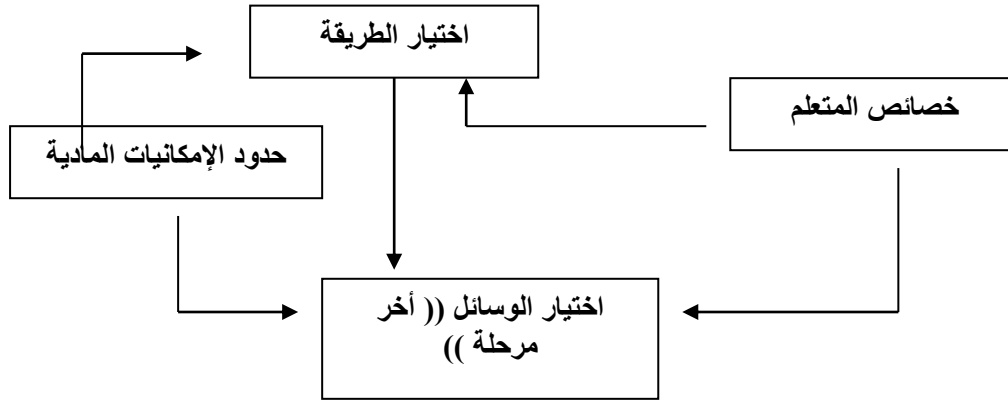 اختيار الطريقة
خصائص المتعلم
حدود الإمكانيات المادية
اختيار الوسائل (( أخر
مرحلة ))